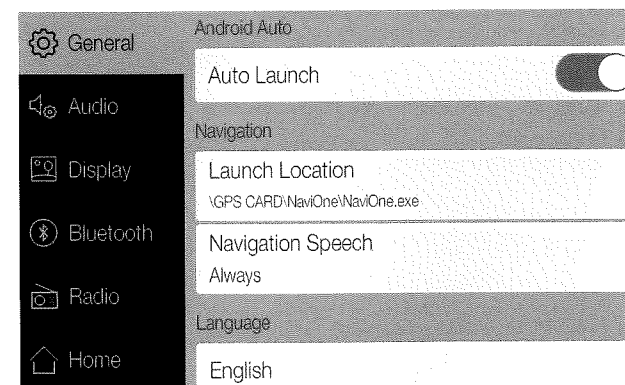 General
Audio
Display
Bluetooth
Radio
Home
Android Auto
Auto Launch
Navigation
Launch Location
\GPS CARD\NaviOne\NaviOne.exe
Navigation Speech
Always
Language
English